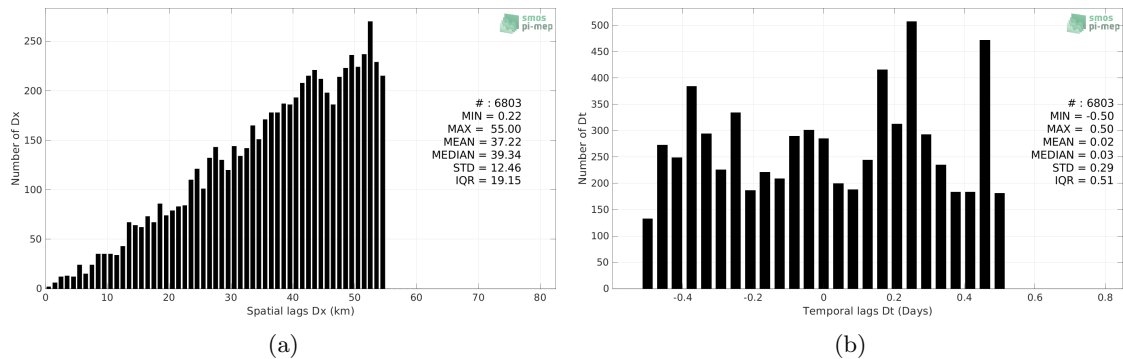 smos
pi-mep
250
200
150
100
50
0
Number of Dx
# : 6803
MIN = 0.22
MAX = 55.00
MEAN = 37.22
MEDIAN = 39.34
STD = 12.46
IQR = 19.15
0 10 20 30 40 50 60 70 80
Spatial lags Dx (km)
(a)
smos
pi-mep
500
450
400
350
300
250
200
150
100
50
0
Number of Dt
# : 6803
MIN = -0.50
MAX = 0.50
MEAN = 0.02
MEDIAN = 0.03
STD = 0.29
IQR = 0.51
-0.4 -0.2 0 0.2 0.4 0.6 0.8
Temporal lags Dt (Days)
(b)